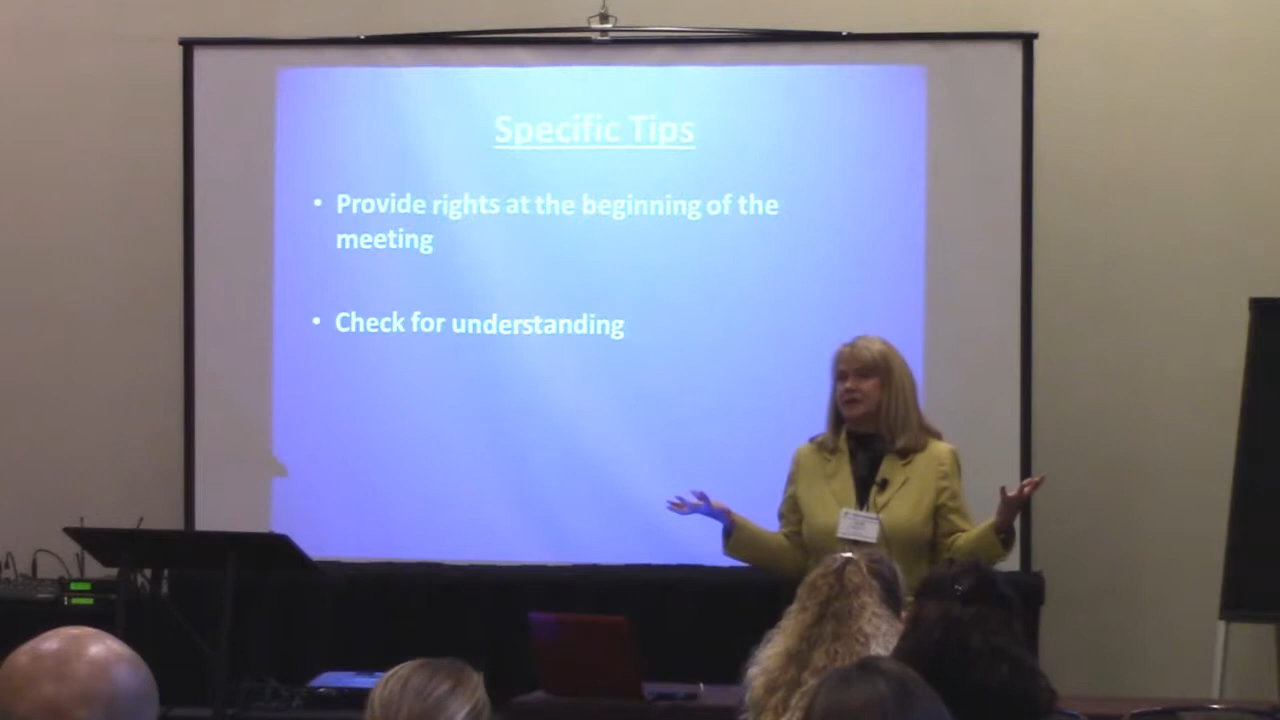 Specific Tips
• Provide rights at the beginning of the
meeting
• Check for understanding